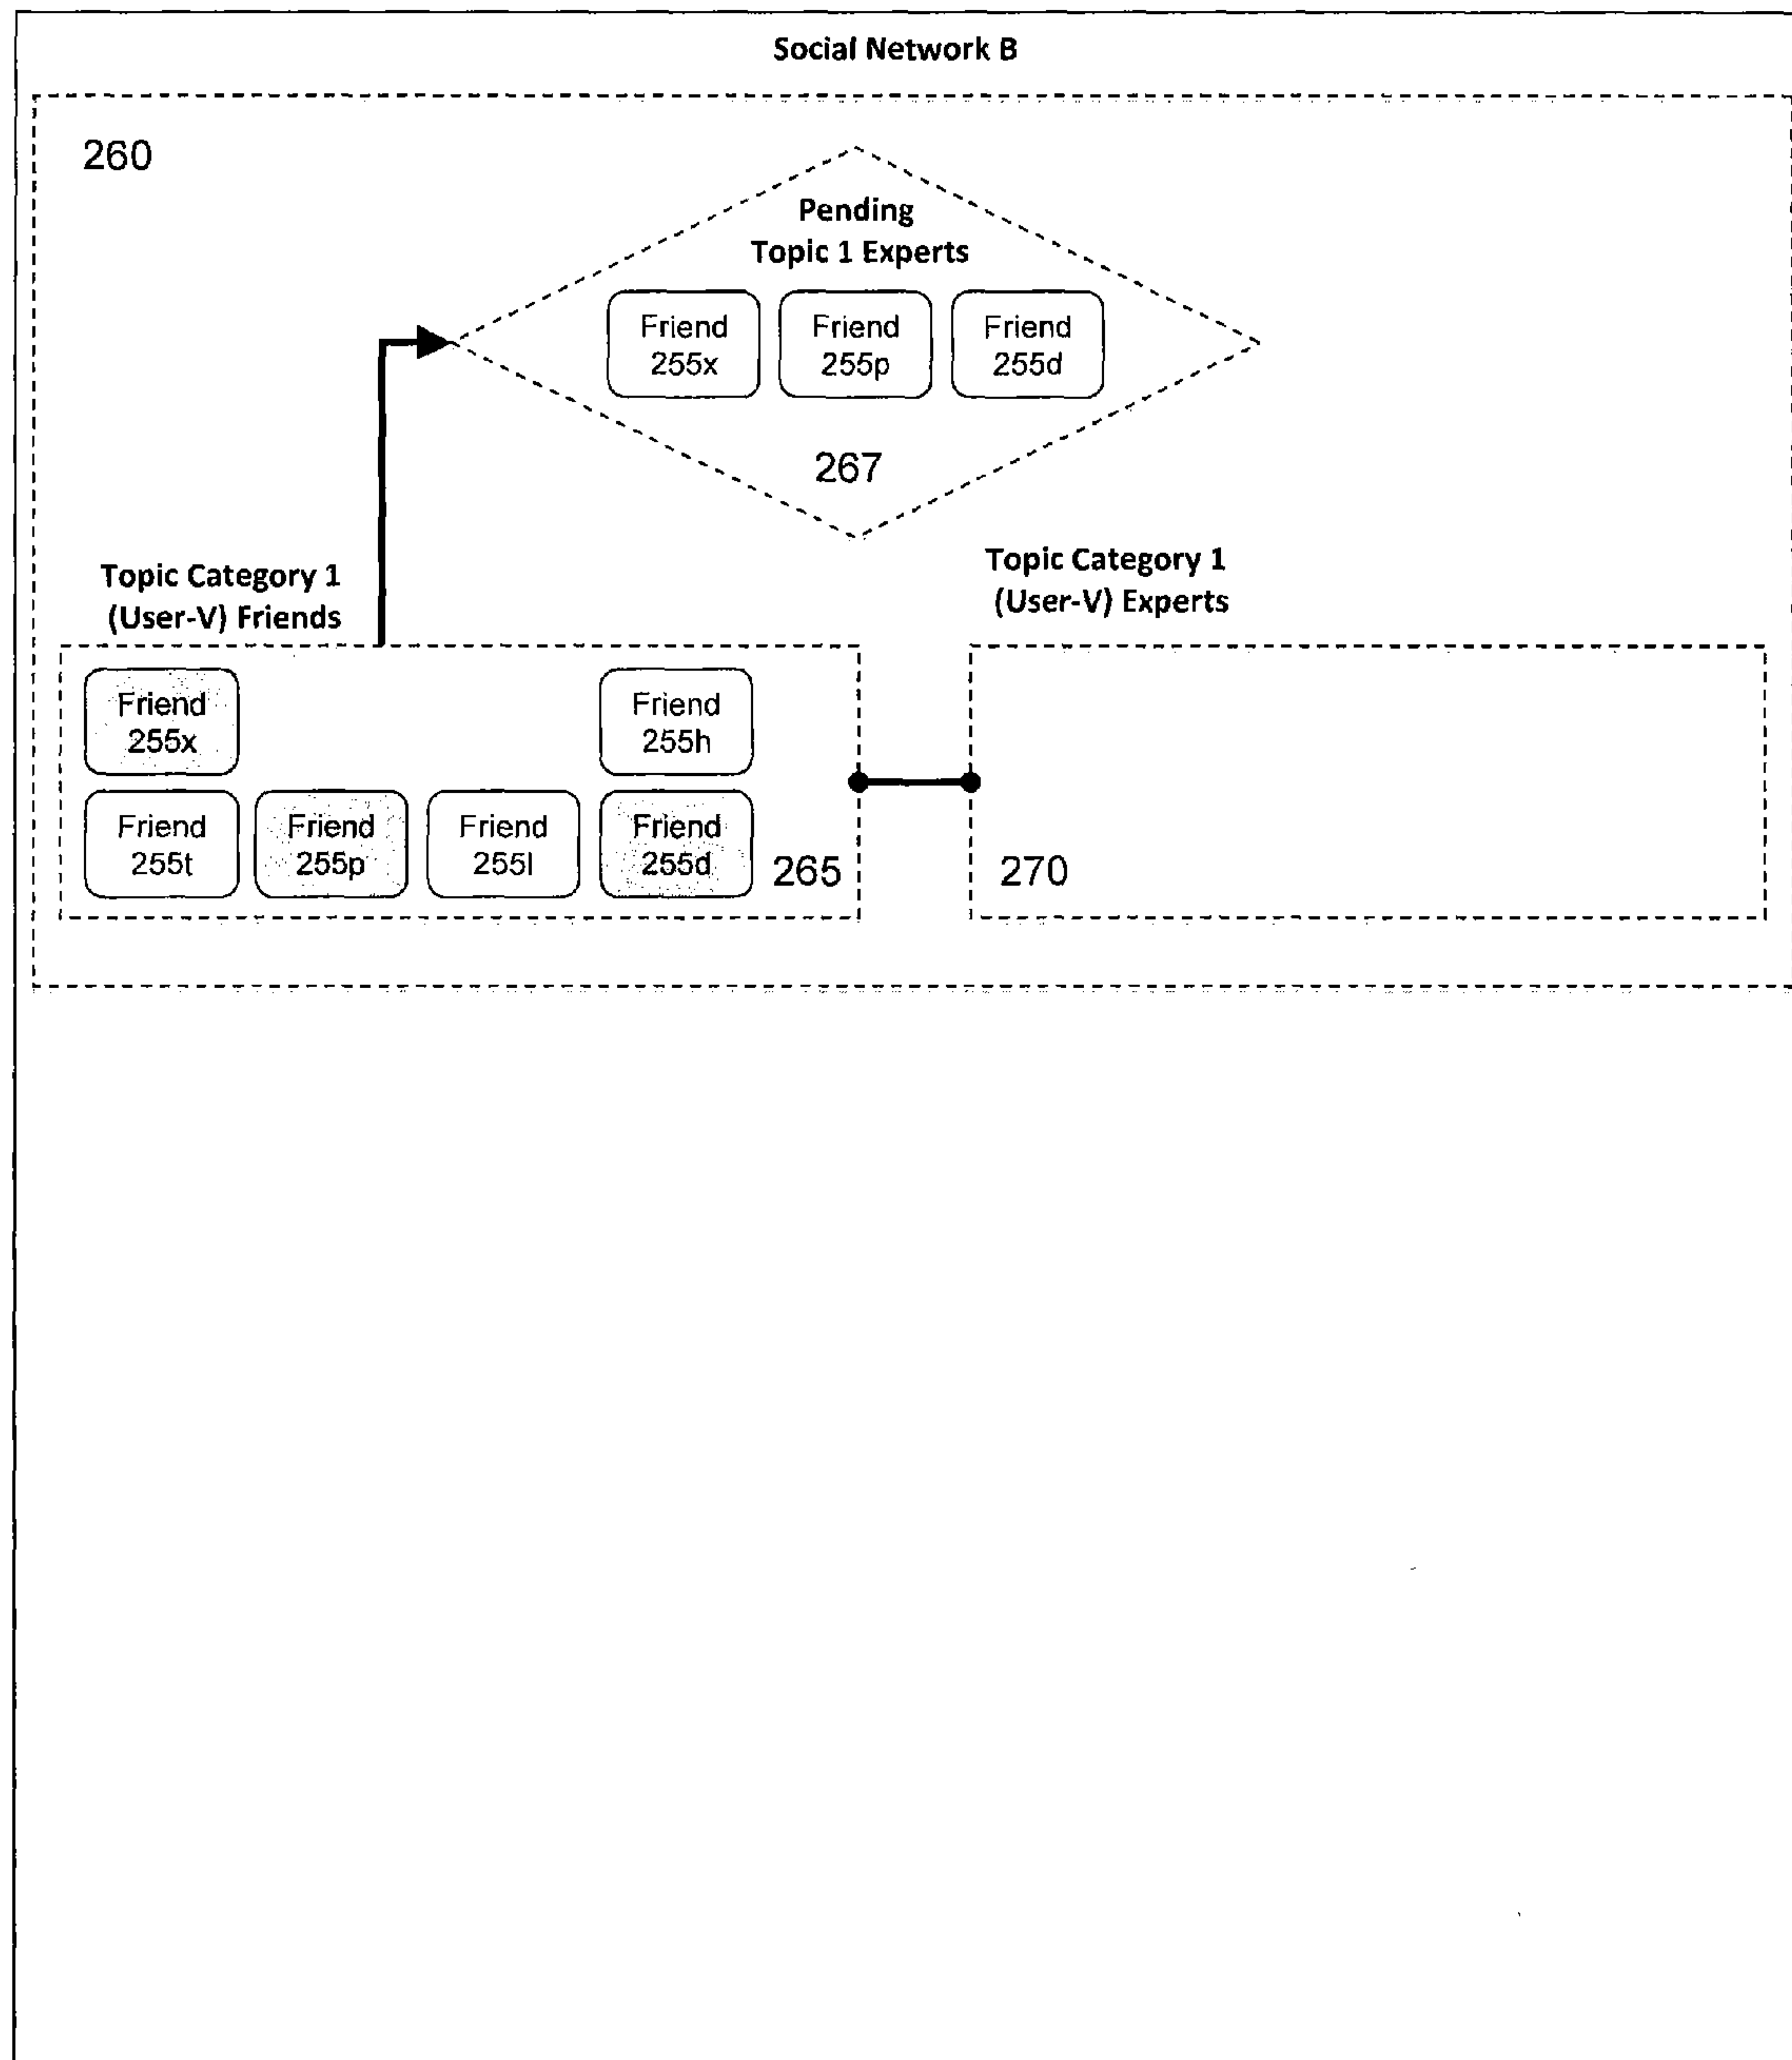 Social Network B
260
Pending
Topic 1 Experts
Friend
255x
Friend
255p
Friend
255d
267
Topic Category 1
(User-V) Friends
Topic Category 1
(User-V) Experts
Friend
255x
Friend
255h
Friend
255t
Friend
255p
Friend
255l
Friend
255d
265
270